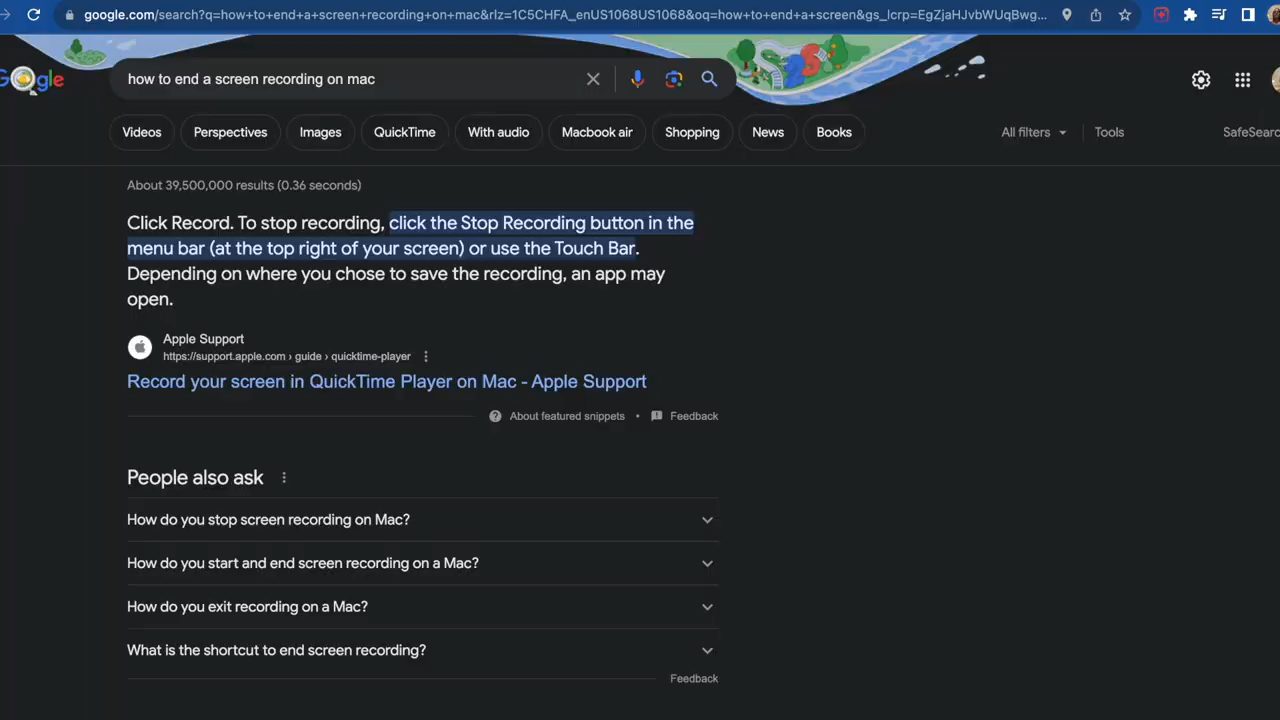 google.com/search?q=how+to+end+a+screen+recording+on+mac&rlz=1C5CHFA_enUS1068US1068&oq=how+to+end+a+screen&gs_lcrp=EgZjaHJvbWUqBwg...
Google
how to end a screen recording on mac
Videos
Perspectives
Images
QuickTime
With audio
Macbook air
Shopping
News
Books
All filters
Tools
SafeSearc
About 39,500,000 results (0.36 seconds)
Click Record. To stop recording, click the Stop Recording button in the
menu bar (at the top right of your screen) or use the Touch Bar.
Depending on where you chose to save the recording, an app may
open.
Apple Support
https://support.apple.com › guide › quicktime-player
Record your screen in QuickTime Player on Mac - Apple Support
About featured snippets • Feedback
People also ask
How do you stop screen recording on Mac?
How do you start and end screen recording on a Mac?
How do you exit recording on a Mac?
What is the shortcut to end screen recording?
Feedback